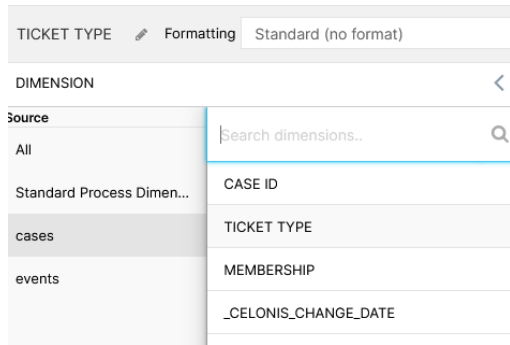 TICKET TYPE Formatting Standard (no format)
DIMENSION
Source
All
Standard Process Dimen...
cases
events
Search dimensions..
CASE ID
TICKET TYPE
MEMBERSHIP
_CELONIS_CHANGE_DATE